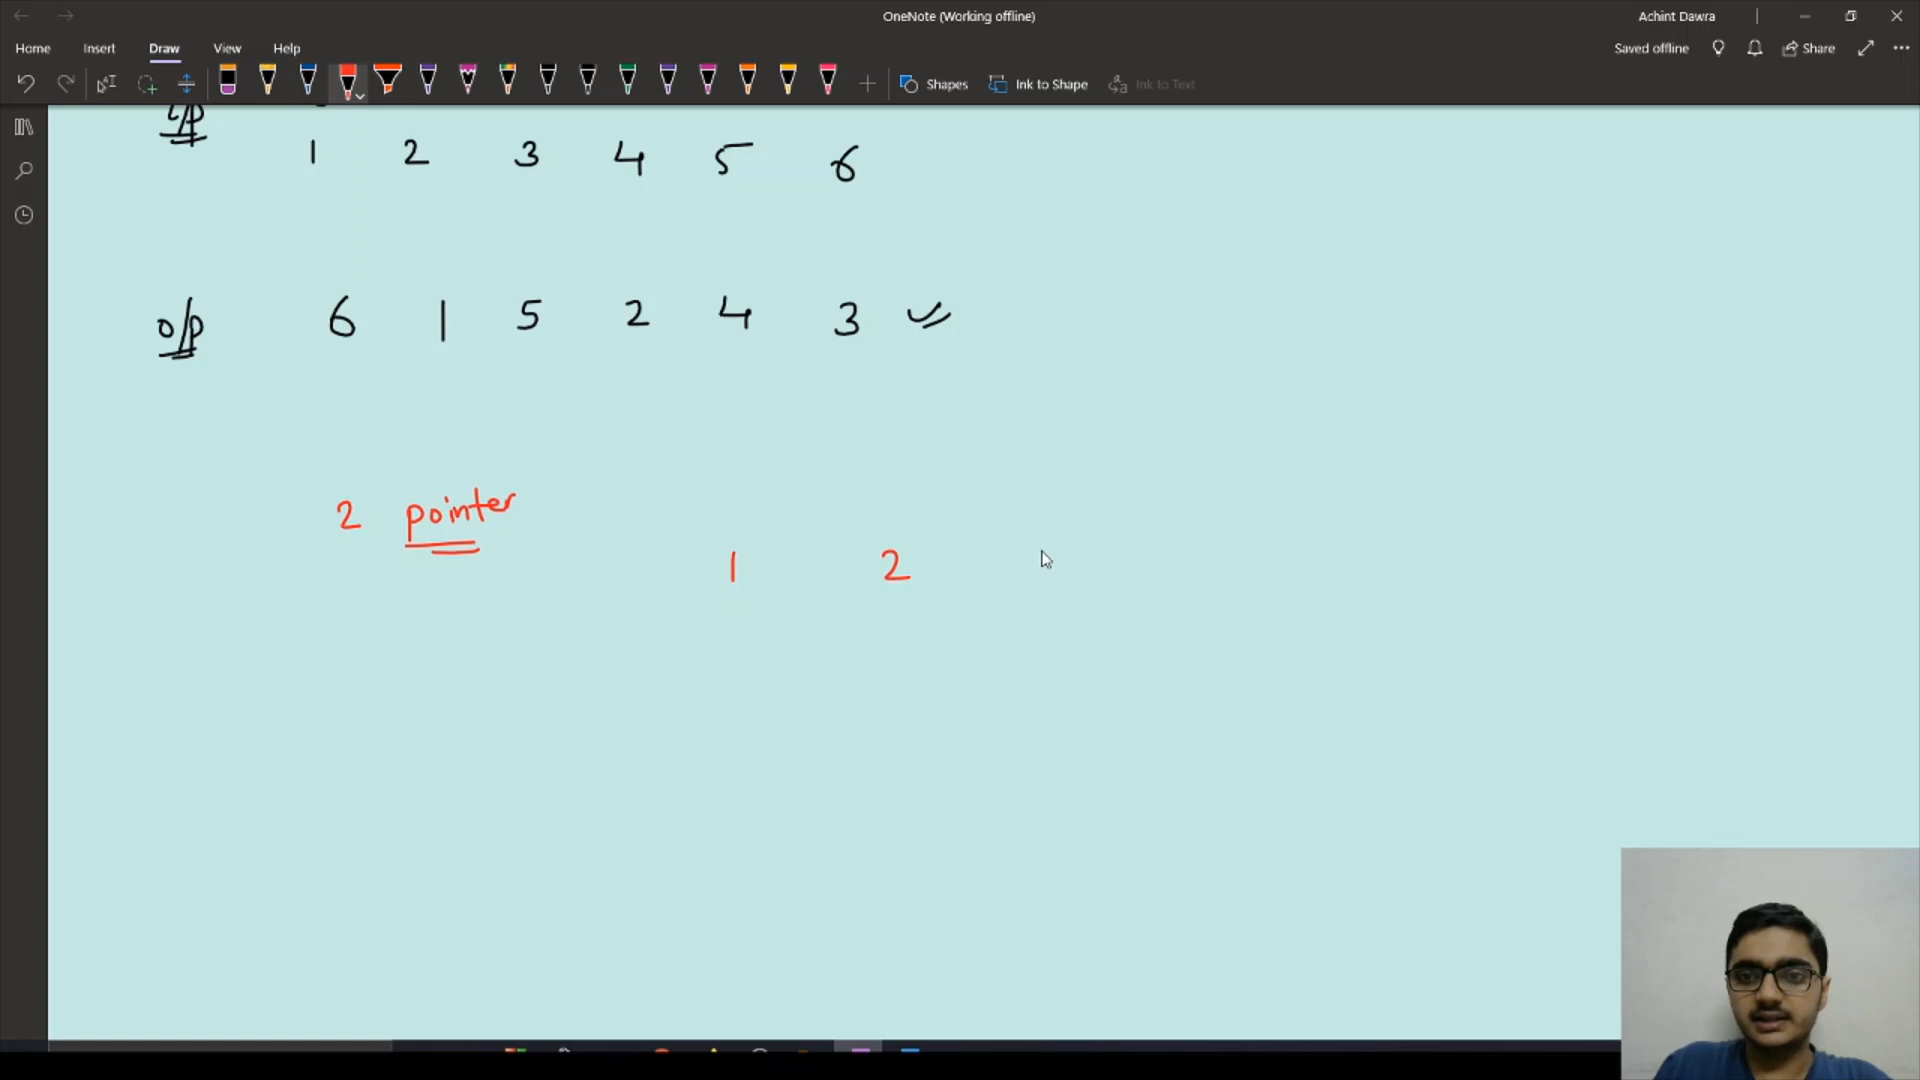 OneNote (Working offline)
Achint Dawra
Home Insert Draw View Help
Saved offline
Share
Shapes
Ink to Shape
Ink to Text
i/p
1 2 3 4 5 6
o/p 6 1 5 2 4 3
2 pointer
1 2